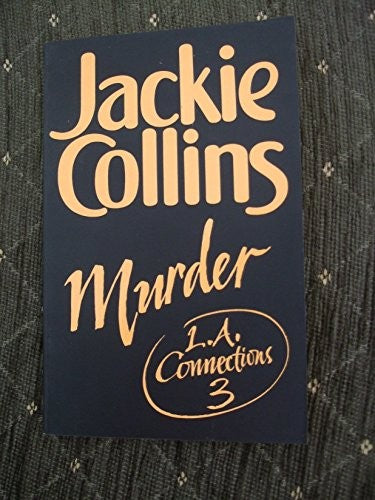 Jackie
Collins
Murder
L.A.
Connections
3